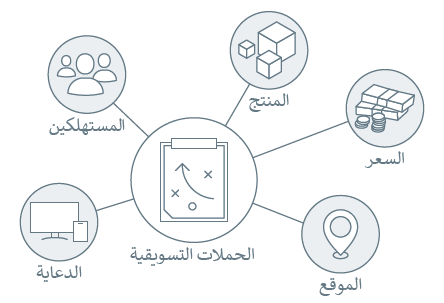 المنتج
المستهلكين
السعر
الحملات التسويقية
الدعاية
الموقع